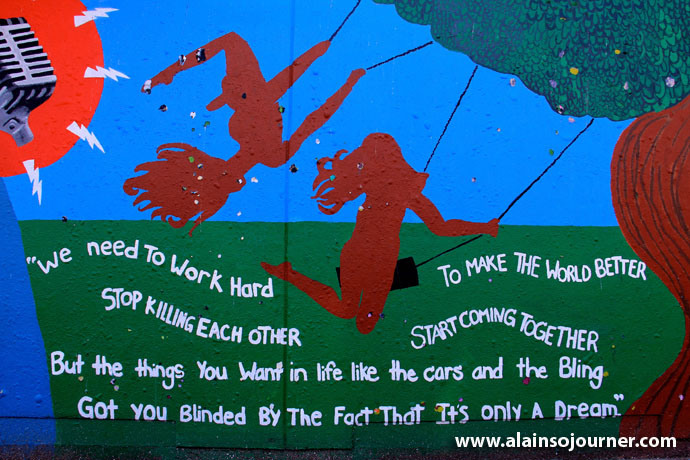 "We need To Work Hard
To MAKE THE WORLD BETTER
STOP KILLING EACH OTHER
START COMING TOGETHER
But the things You Want in life like the cars and the Bling
Got you Blinded By The Fact That It's only A Dream"
www.alainsojourner.com